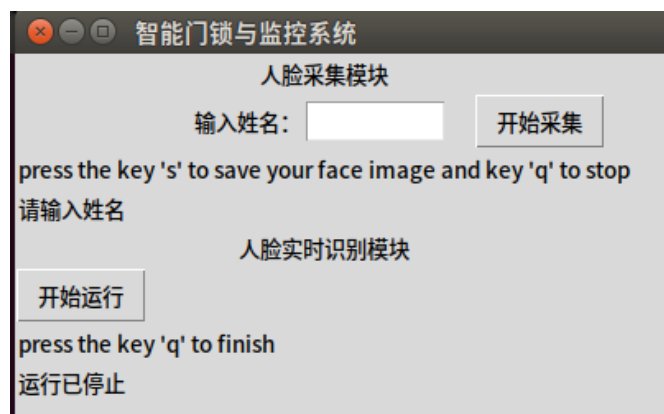 智能门锁与监控系统
人脸采集模块
输入姓名： 开始采集
press the key 's' to save your face image and key 'q' to stop
请输入姓名
人脸实时识别模块
开始运行
press the key 'q' to finish
运行已停止